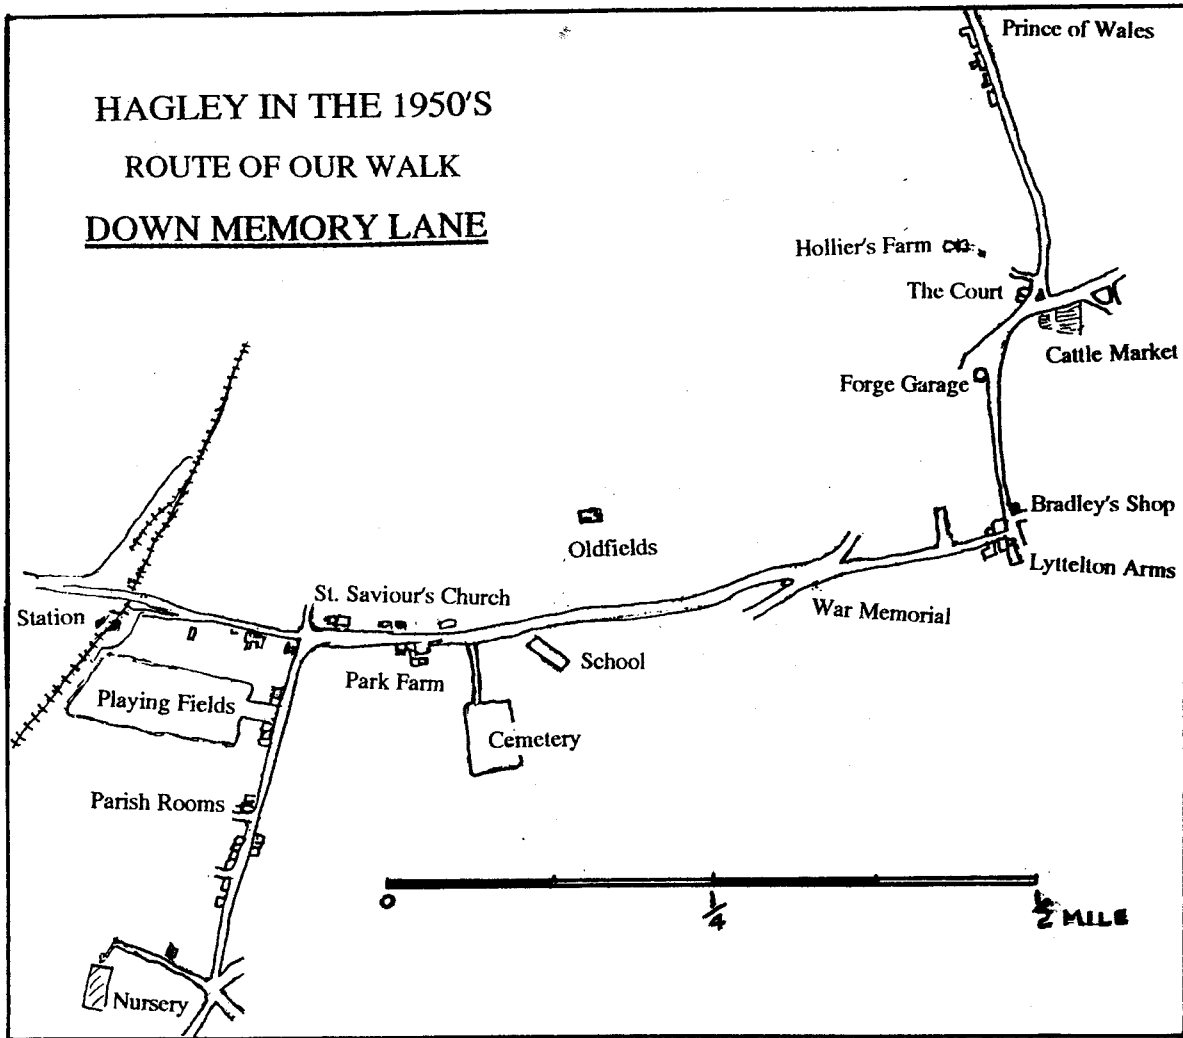 HAGLEY IN THE 1950'S
ROUTE OF OUR WALK
DOWN MEMORY LANE
Prince of Wales
Hollier's Farm
The Court
Cattle Market
Forge Garage
Bradley's Shop
Oldfields
Lyttelton Arms
St. Saviour's Church
War Memorial
Station
School
Park Farm
Playing Fields
Cemetery
Parish Rooms
0 1/4 1/2 MILE
Nursery